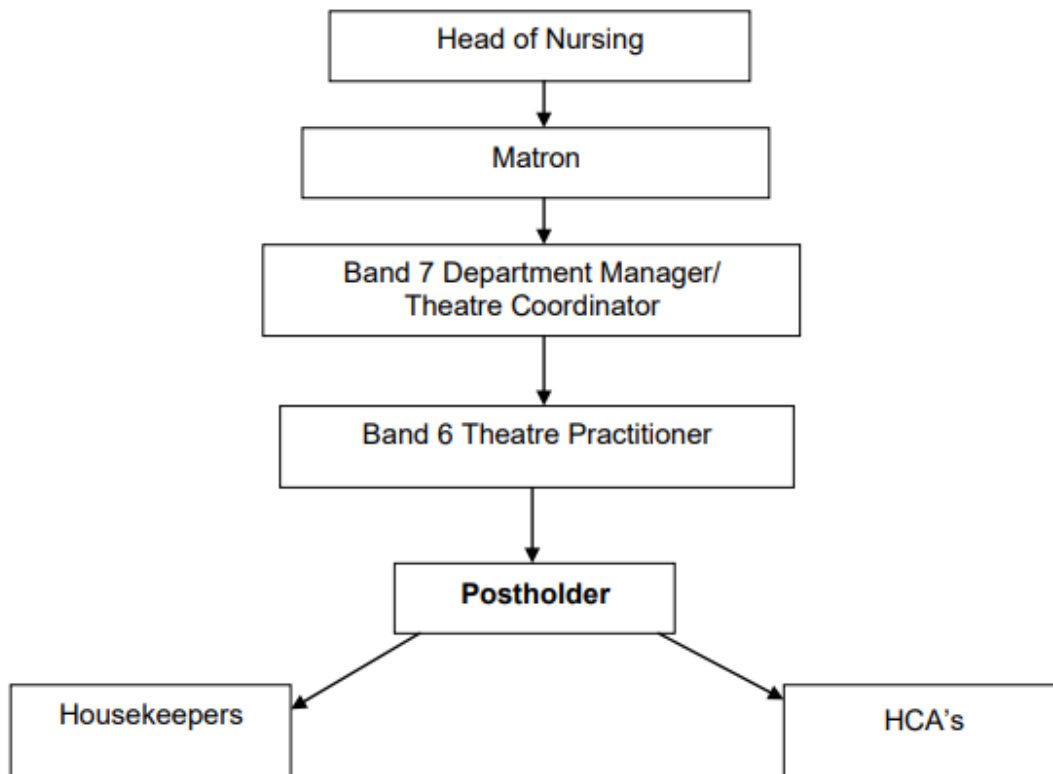 Head of Nursing
Matron
Band 7 Department Manager/
Theatre Coordinator
Band 6 Theatre Practitioner
Postholder
Housekeepers
HCA's